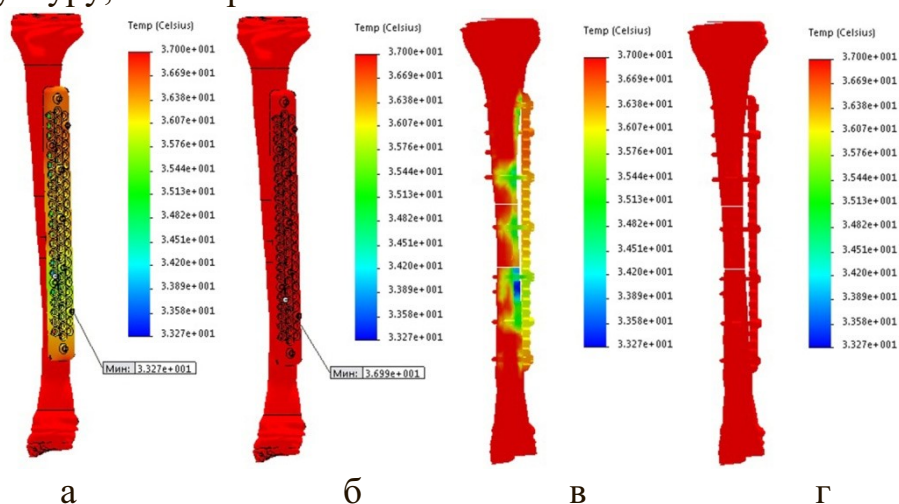 Temp (Celsius)
3.700e+001
3.669e+001
3.638e+001
3.607e+001
3.576e+001
3.544e+001
3.513e+001
3.482e+001
3.451e+001
3.420e+001
3.389e+001
3.358e+001
3.327e+001
Мин: 3.327e+001
Temp (Celsius)
3.700e+001
3.669e+001
3.638e+001
3.607e+001
3.576e+001
3.544e+001
3.513e+001
3.482e+001
3.451e+001
3.420e+001
3.389e+001
3.358e+001
3.327e+001
Мин: 3.699e+001
Temp (Celsius)
3.700e+001
3.669e+001
3.638e+001
3.607e+001
3.576e+001
3.544e+001
3.513e+001
3.482e+001
3.451e+001
3.420e+001
3.389e+001
3.358e+001
3.327e+001
Temp (Celsius)
3.700e+001
3.669e+001
3.638e+001
3.607e+001
3.576e+001
3.544e+001
3.513e+001
3.482e+001
3.451e+001
3.420e+001
3.389e+001
3.358e+001
3.327e+001
а б в г